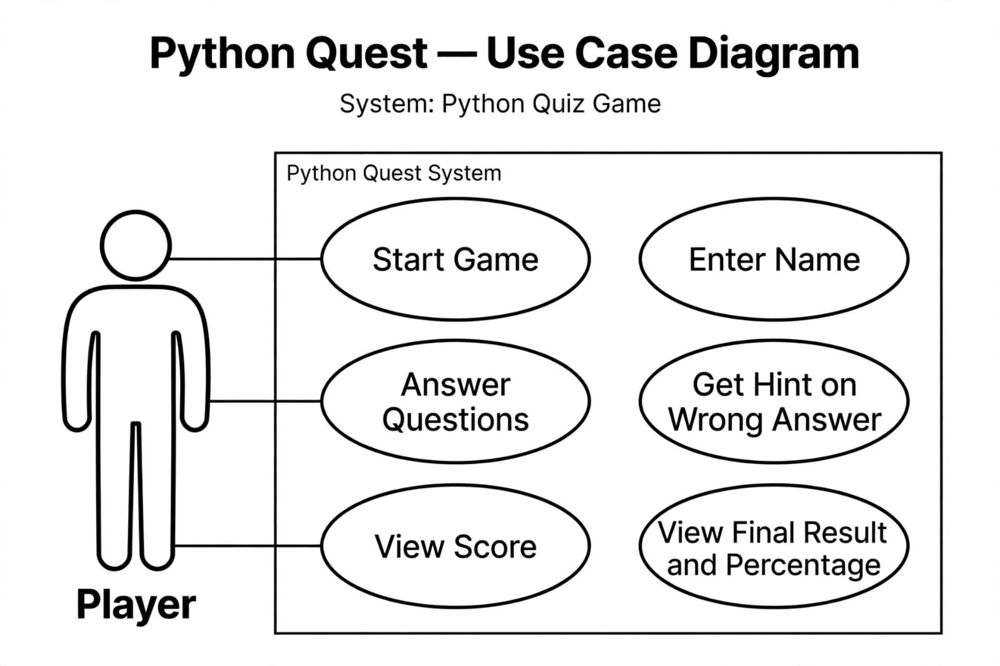 Python Quest — Use Case Diagram
System: Python Quiz Game
Python Quest System
Start Game
Enter Name
Answer
Questions
Get Hint on
Wrong Answer
View Score
View Final Result
and Percentage
Player